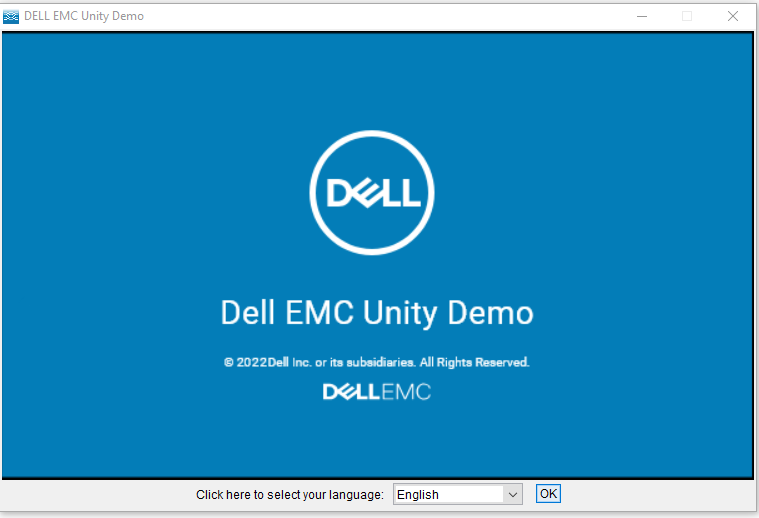 DELL EMC Unity Demo
DELL
Dell EMC Unity Demo
© 2022Dell Inc. or its subsidiaries. All Rights Reserved.
DELLEMC
Click here to select your language: English OK